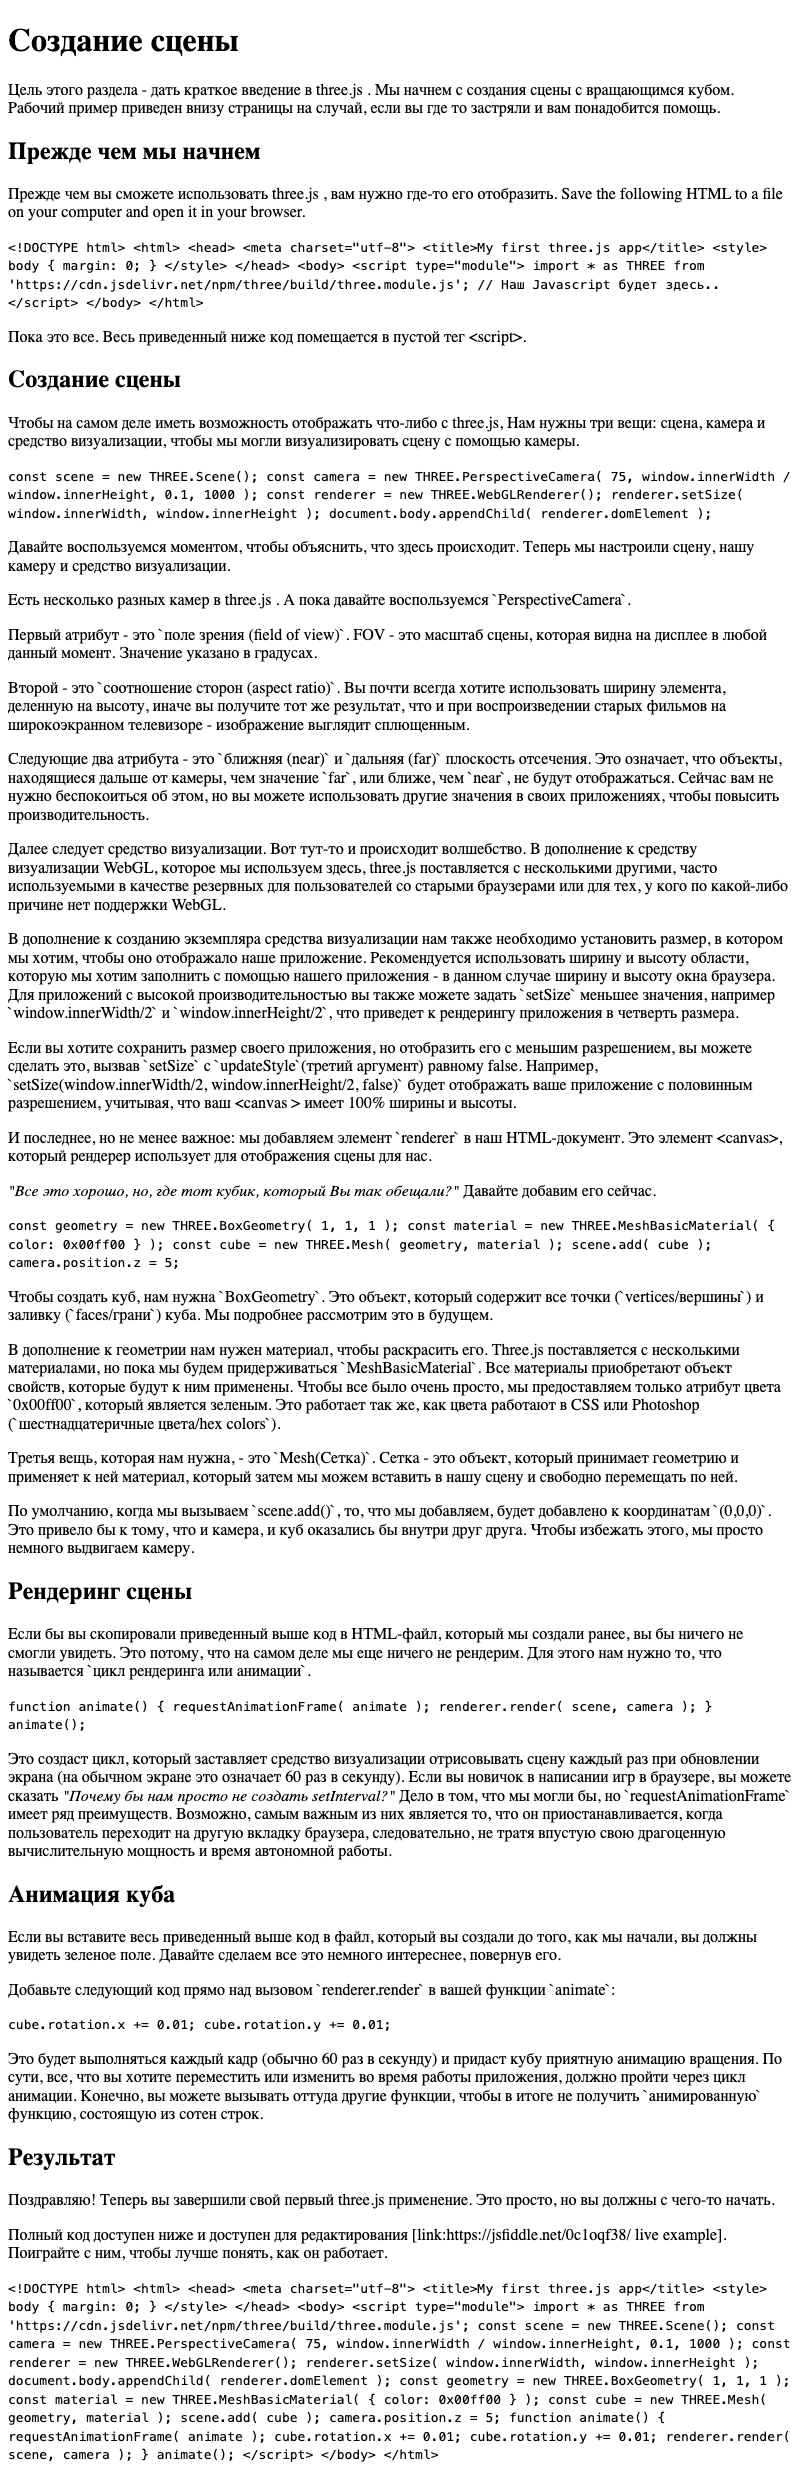 Создание сцены
Цель этого раздела - дать краткое введение в three.js . Мы начнем с создания сцены с вращающимся кубом.
Рабочий пример приведен внизу страницы на случай, если вы где то застряли и вам понадобится помощь.
Прежде чем мы начнем
Прежде чем вы сможете использовать three.js , вам нужно где-то его отобразить. Save the following HTML to a file
on your computer and open it in your browser.
<!DOCTYPE html> <html> <head> <meta charset="utf-8"> <title>My first three.js app</title> <style>
body { margin: 0; } </style> </head> <body> <script type="module"> import * as THREE from
'https://cdn.jsdelivr.net/npm/three/build/three.module.js'; // Наш Javascript будет здесь..
</script> </body> </html>
Пока это все. Весь приведенный ниже код помещается в пустой тег <script>.
Создание сцены
Чтобы на самом деле иметь возможность отображать что-либо с three.js, Нам нужны три вещи: сцена, камера и
средство визуализации, чтобы мы могли визуализировать сцену с помощью камеры.
const scene = new THREE.Scene(); const camera = new THREE.PerspectiveCamera( 75, window.innerWidth /
window.innerHeight, 0.1, 1000 ); const renderer = new THREE.WebGLRenderer(); renderer.setSize(
window.innerWidth, window.innerHeight ); document.body.appendChild( renderer.domElement );
Давайте воспользуемся моментом, чтобы объяснить, что здесь происходит. Теперь мы настроили сцену, нашу
камеру и средство визуализации.
Есть несколько разных камер в three.js . А пока давайте воспользуемся `PerspectiveCamera`.
Первый атрибут - это `поле зрения (field of view)`. FOV - это масштаб сцены, которая видна на дисплее в любой
данный момент. Значение указано в градусах.
Второй - это `соотношение сторон (aspect ratio)`. Вы почти всегда хотите использовать ширину элемента,
деленную на высоту, иначе вы получите тот же результат, что и при воспроизведении старых фильмов на
широкоэкранном телевизоре - изображение выглядит сплющенным.
Следующие два атрибута - это `ближняя (near)` и `дальняя (far)` плоскость отсечения. Это означает, что объекты,
находящиеся дальше от камеры, чем значение `far`, или ближе, чем `near`, не будут отображаться. Сейчас вам не
нужно беспокоиться об этом, но вы можете использовать другие значения в своих приложениях, чтобы повысить
производительность.
Далее следует средство визуализации. Вот тут-то и происходит волшебство. В дополнение к средству
визуализации WebGL, которое мы используем здесь, three.js поставляется с несколькими другими, часто
используемыми в качестве резервных для пользователей со старыми браузерами или для тех, у кого по какой-либо
причине нет поддержки WebGL.
В дополнение к созданию экземпляра средства визуализации нам также необходимо установить размер, в котором
мы хотим, чтобы оно отображало наше приложение. Рекомендуется использовать ширину и высоту области,
которую мы хотим заполнить с помощью нашего приложения - в данном случае ширину и высоту окна браузера.
Для приложений с высокой производительностью вы также можете задать `setSize` меньшее значения, например
`window.innerWidth/2` и `window.innerHeight/2`, что приведет к рендерингу приложения в четверть размера.
Если вы хотите сохранить размер своего приложения, но отобразить его с меньшим разрешением, вы можете
сделать это, вызвав `setSize` с `updateStyle`(третий аргумент) равному false. Например,
`setSize(window.innerWidth/2, window.innerHeight/2, false)` будет отображать ваше приложение с половинным
разрешением, учитывая, что ваш <canvas > имеет 100% ширины и высоты.
И последнее, но не менее важное: мы добавляем элемент `renderer` в наш HTML-документ. Это элемент <canvas>,
который рендерер использует для отображения сцены для нас.
"Все это хорошо, но, где тот кубик, который Вы так обещали?" Давайте добавим его сейчас.
const geometry = new THREE.BoxGeometry( 1, 1, 1 ); const material = new THREE.MeshBasicMaterial( {
color: 0x00ff00 } ); const cube = new THREE.Mesh( geometry, material ); scene.add( cube );
camera.position.z = 5;
Чтобы создать куб, нам нужна `BoxGeometry`. Это объект, который содержит все точки (`vertices/вершины`) и
заливку (`faces/грани`) куба. Мы подробнее рассмотрим это в будущем.
В дополнение к геометрии нам нужен материал, чтобы раскрасить его. Three.js поставляется с несколькими
материалами, но пока мы будем придерживаться `MeshBasicMaterial`. Все материалы приобретают объект
свойств, которые будут к ним применены. Чтобы все было очень просто, мы предоставляем только атрибут цвета
`0x00ff00`, который является зеленым. Это работает так же, как цвета работают в CSS или Photoshop
(`шестнадцатеричные цвета/hex colors`).
Третья вещь, которая нам нужна, - это `Mesh(Сетка)`. Сетка - это объект, который принимает геометрию и
применяет к ней материал, который затем мы можем вставить в нашу сцену и свободно перемещать по ней.
По умолчанию, когда мы вызываем `scene.add()`, то, что мы добавляем, будет добавлено к координатам `(0,0,0)`.
Это привело бы к тому, что и камера, и куб оказались бы внутри друг друга. Чтобы избежать этого, мы просто
немного выдвигаем камеру.
Рендеринг сцены
Если бы вы скопировали приведенный выше код в HTML-файл, который мы создали ранее, вы бы ничего не
смогли увидеть. Это потому, что на самом деле мы еще ничего не рендерим. Для этого нам нужно то, что
называется `цикл рендеринга или анимации`.
function animate() { requestAnimationFrame( animate ); renderer.render( scene, camera ); }
animate();
Это создаст цикл, который заставляет средство визуализации отрисовывать сцену каждый раз при обновлении
экрана (на обычном экране это означает 60 раз в секунду). Если вы новичок в написании игр в браузере, вы можете
сказать "Почему бы нам просто не создать setInterval?" Дело в том, что мы могли бы, но `requestAnimationFrame`
имеет ряд преимуществ. Возможно, самым важным из них является то, что он приостанавливается, когда
пользователь переходит на другую вкладку браузера, следовательно, не тратя впустую свою драгоценную
вычислительную мощность и время автономной работы.
Анимация куба
Если вы вставите весь приведенный выше код в файл, который вы создали до того, как мы начали, вы должны
увидеть зеленое поле. Давайте сделаем все это немного интереснее, повернув его.
Добавьте следующий код прямо над вызовом `renderer.render` в вашей функции `animate`:
cube.rotation.x += 0.01; cube.rotation.y += 0.01;
Это будет выполняться каждый кадр (обычно 60 раз в секунду) и придаст кубу приятную анимацию вращения. По
сути, все, что вы хотите переместить или изменить во время работы приложения, должно пройти через цикл
анимации. Конечно, вы можете вызывать оттуда другие функции, чтобы в итоге не получить `анимированную`
функцию, состоящую из сотен строк.
Результат
Поздравляю! Теперь вы завершили свой первый three.js применение. Это просто, но вы должны с чего-то начать.
Полный код доступен ниже и доступен для редактирования [link:https://jsfiddle.net/0c1oqf38/ live example].
Поиграйте с ним, чтобы лучше понять, как он работает.
<!DOCTYPE html> <html> <head> <meta charset="utf-8"> <title>My first three.js app</title> <style>
body { margin: 0; } </style> </head> <body> <script type="module"> import * as THREE from
'https://cdn.jsdelivr.net/npm/three/build/three.module.js'; const scene = new THREE.Scene(); const
camera = new THREE.PerspectiveCamera( 75, window.innerWidth / window.innerHeight, 0.1, 1000 ); const
renderer = new THREE.WebGLRenderer(); renderer.setSize( window.innerWidth, window.innerHeight );
document.body.appendChild( renderer.domElement ); const geometry = new THREE.BoxGeometry( 1, 1, 1 );
const material = new THREE.MeshBasicMaterial( { color: 0x00ff00 } ); const cube = new THREE.Mesh(
geometry, material ); scene.add( cube ); camera.position.z = 5; function animate() {
requestAnimationFrame( animate ); cube.rotation.x += 0.01; cube.rotation.y += 0.01; renderer.render(
scene, camera ); } animate(); </script> </body> </html>